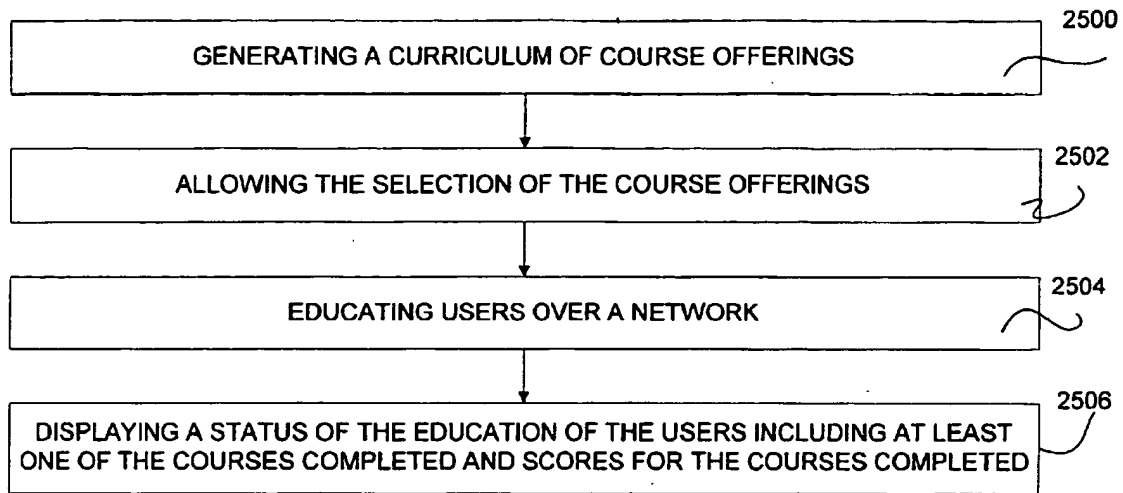 2500
GENERATING A CURRICULUM OF COURSE OFFERINGS
2502
ALLOWING THE SELECTION OF THE COURSE OFFERINGS
2504
EDUCATING USERS OVER A NETWORK
2506
DISPLAYING A STATUS OF THE EDUCATION OF THE USERS INCLUDING AT LEAST
ONE OF THE COURSES COMPLETED AND SCORES FOR THE COURSES COMPLETED